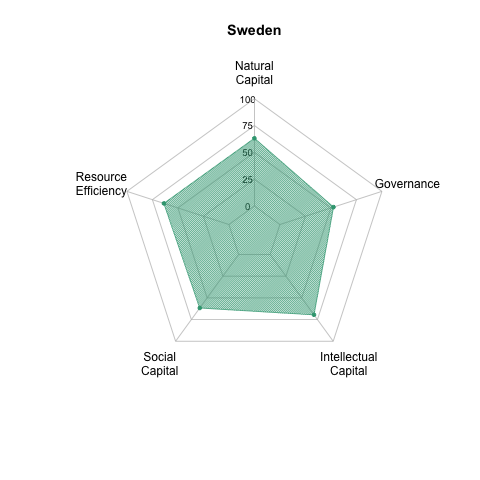 Sweden
Natural
Capital
100
75
50
25
0
Resource
Efficiency
Governance
Social
Capital
Intellectual
Capital